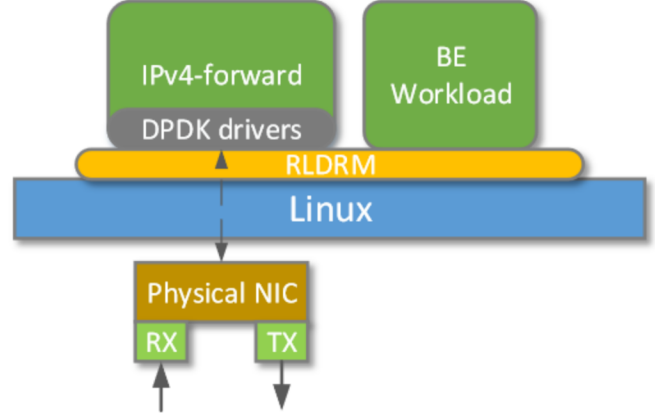 IPv4-forward
DPDK drivers
BE
Workload
RLDRM
Linux
Physical NIC
RX
TX